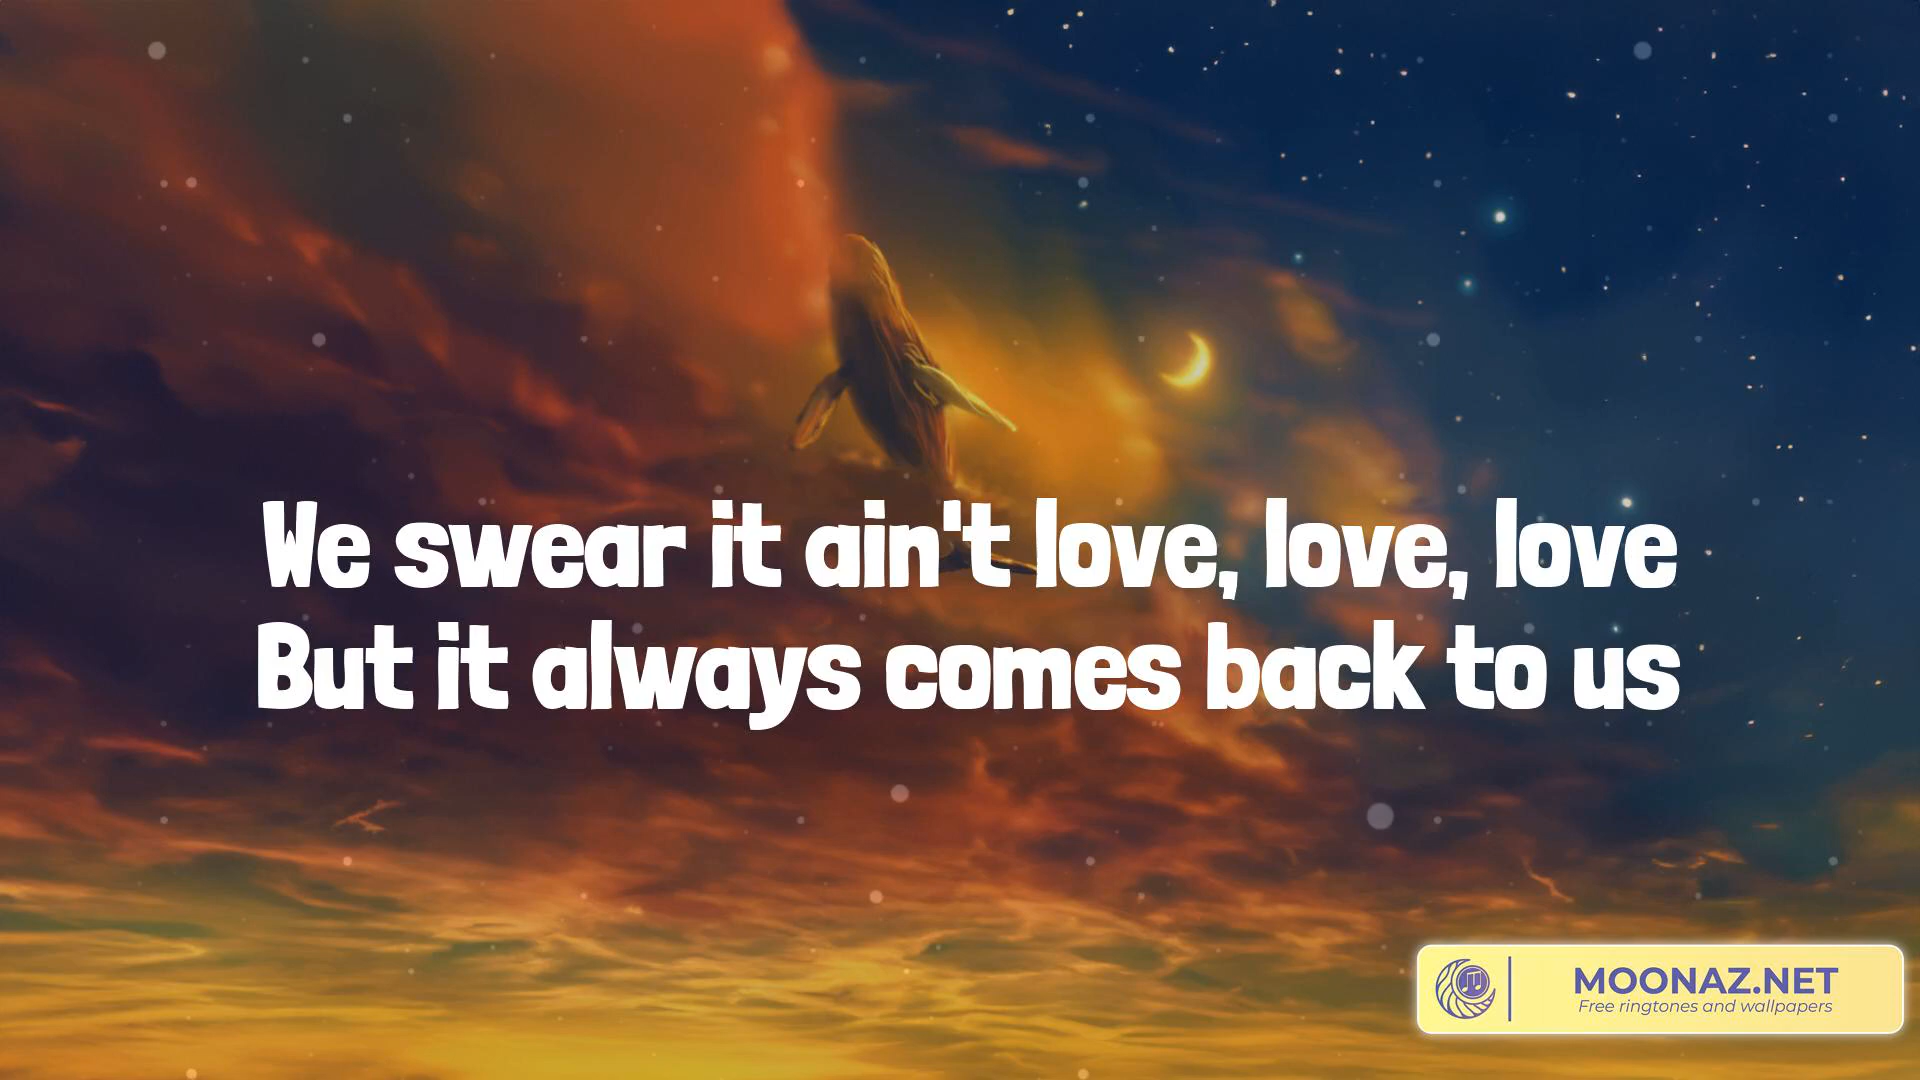 We swear it ain't love, love, love
But it always comes back to us
MOONAZ.NET
Free ringtones and wallpapers